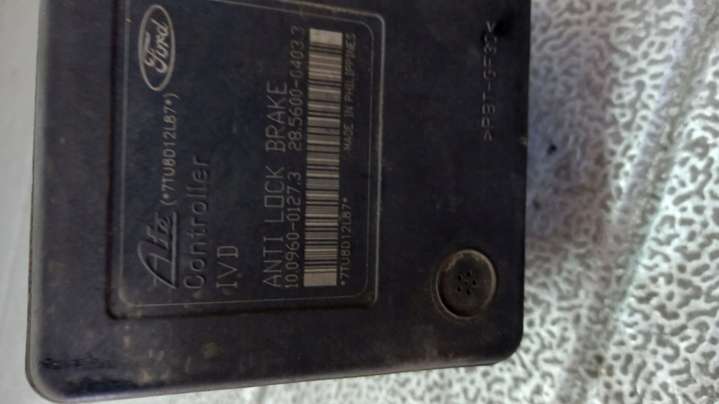 Ford
Ate (*7TU8D12L87*)
Controller
IVD
ANTI LOCK BRAKE
10.0960-0127.3 28.5600-0403.3
*7TU8D12L87* MADE IN PHILIPPINES
>PBT-GF30<